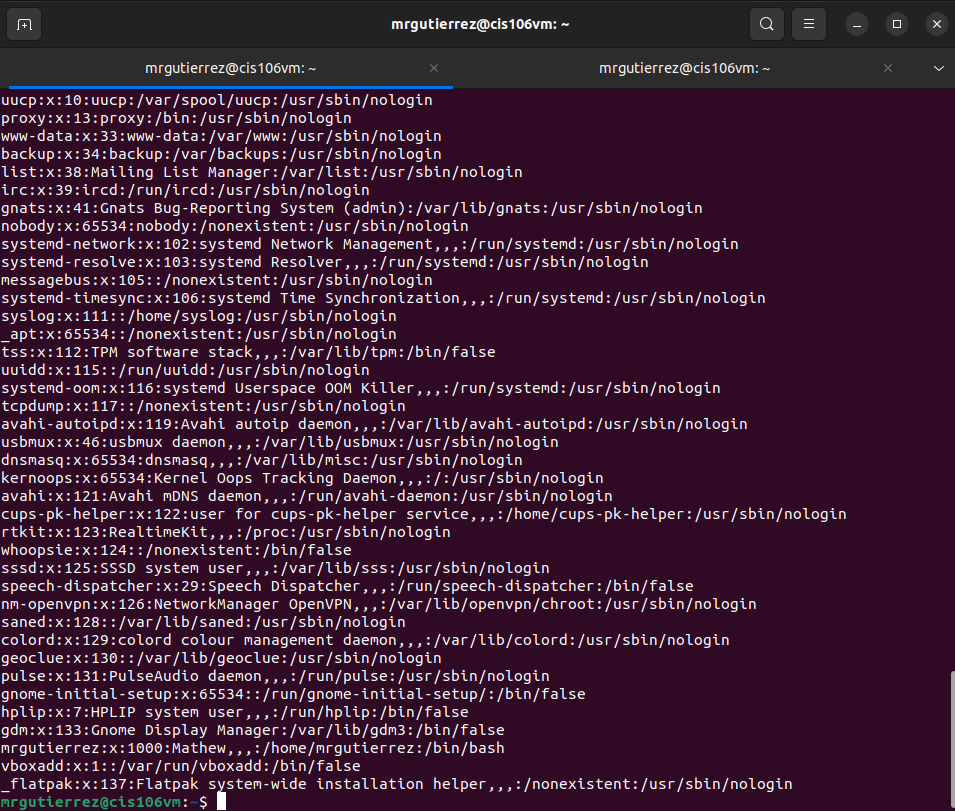 mrgutierrez@cis106vm: ~
mrgutierrez@cis106vm: ~
mrgutierrez@cis106vm: ~
uucp:x:10:uucp:/var/spool/uucp:/usr/sbin/nologin
proxy:x:13:proxy:/bin:/usr/sbin/nologin
www-data:x:33:www-data:/var/www:/usr/sbin/nologin
backup:x:34:backup:/var/backups:/usr/sbin/nologin
list:x:38:Mailing List Manager:/var/list:/usr/sbin/nologin
irc:x:39:ircd:/run/ircd:/usr/sbin/nologin
gnats:x:41:Gnats Bug-Reporting System (admin):/var/lib/gnats:/usr/sbin/nologin
nobody:x:65534:nobody:/nonexistent:/usr/sbin/nologin
systemd-network:x:102:systemd Network Management,,,:/run/systemd:/usr/sbin/nologin
systemd-resolve:x:103:systemd Resolver,,,:/run/systemd:/usr/sbin/nologin
messagebus:x:105::/nonexistent:/usr/sbin/nologin
systemd-timesync:x:106:systemd Time Synchronization,,,:/run/systemd:/usr/sbin/nologin
syslog:x:111::/home/syslog:/usr/sbin/nologin
_apt:x:65534::/nonexistent:/usr/sbin/nologin
tss:x:112:TPM software stack,,,:/var/lib/tpm:/bin/false
uuidd:x:115::/run/uuidd:/usr/sbin/nologin
systemd-oom:x:116:systemd Userspace OOM Killer,,,:/run/systemd:/usr/sbin/nologin
tcpdump:x:117::/nonexistent:/usr/sbin/nologin
avahi-autoipd:x:119:Avahi autoip daemon,,,:/var/lib/avahi-autoipd:/usr/sbin/nologin
usbmux:x:46:usbmux daemon,,,:/var/lib/usbmux:/usr/sbin/nologin
dnsmasq:x:65534:dnsmasq,,,:/var/lib/misc:/usr/sbin/nologin
kernoops:x:65534:Kernel Oops Tracking Daemon,,,:/:/usr/sbin/nologin
avahi:x:121:Avahi mDNS daemon,,,:/run/avahi-daemon:/usr/sbin/nologin
cups-pk-helper:x:122:user for cups-pk-helper service,,,:/home/cups-pk-helper:/usr/sbin/nologin
rtkit:x:123:RealtimeKit,,,:/proc:/usr/sbin/nologin
whoopsie:x:124::/nonexistent:/bin/false
sssd:x:125:SSSD system user,,,:/var/lib/sss:/usr/sbin/nologin
speech-dispatcher:x:29:Speech Dispatcher,,,:/run/speech-dispatcher:/bin/false
nm-openvpn:x:126:NetworkManager OpenVPN,,,:/var/lib/openvpn/chroot:/usr/sbin/nologin
saned:x:128::/var/lib/saned:/usr/sbin/nologin
colord:x:129:colord colour management daemon,,,:/var/lib/colord:/usr/sbin/nologin
geoclue:x:130::/var/lib/geoclue:/usr/sbin/nologin
pulse:x:131:PulseAudio daemon,,,:/run/pulse:/usr/sbin/nologin
gnome-initial-setup:x:65534::/run/gnome-initial-setup/:/bin/false
hplip:x:7:HPLIP system user,,,:/run/hplip:/bin/false
gdm:x:133:Gnome Display Manager:/var/lib/gdm3:/bin/false
mrgutierrez:x:1000:Mathew,,,:/home/mrgutierrez:/bin/bash
vboxadd:x:1::/var/run/vboxadd:/bin/false
_flatpak:x:137:Flatpak system-wide installation helper,,,:/nonexistent:/usr/sbin/nologin
mrgutierrez@cis106vm:~$